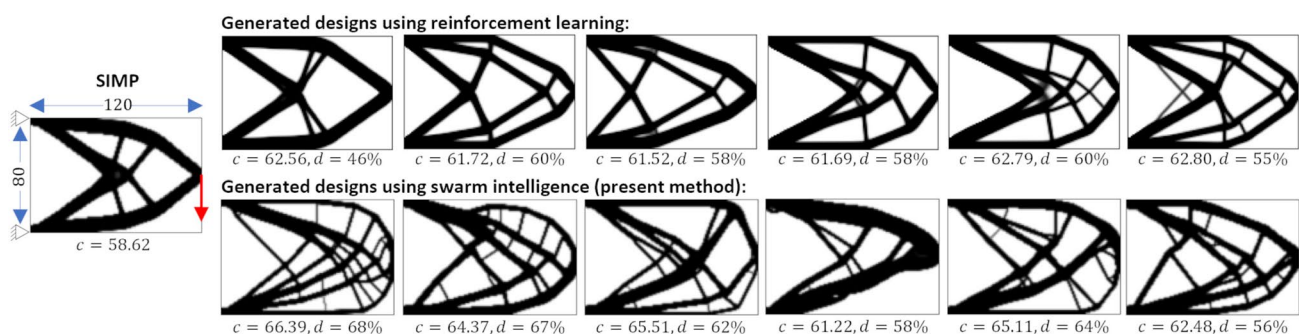 Generated designs using reinforcement learning:
SIMP
120
80
c = 58.62
c = 62.56, d = 46%
c = 61.72, d = 60%
c = 61.52, d = 58%
c = 61.69, d = 58%
c = 62.79, d = 60%
c = 62.80, d = 55%
Generated designs using swarm intelligence (present method):
c = 66.39, d = 68%
c = 64.37, d = 67%
c = 65.51, d = 62%
c = 61.22, d = 58%
c = 65.11, d = 64%
c = 62.48, d = 56%